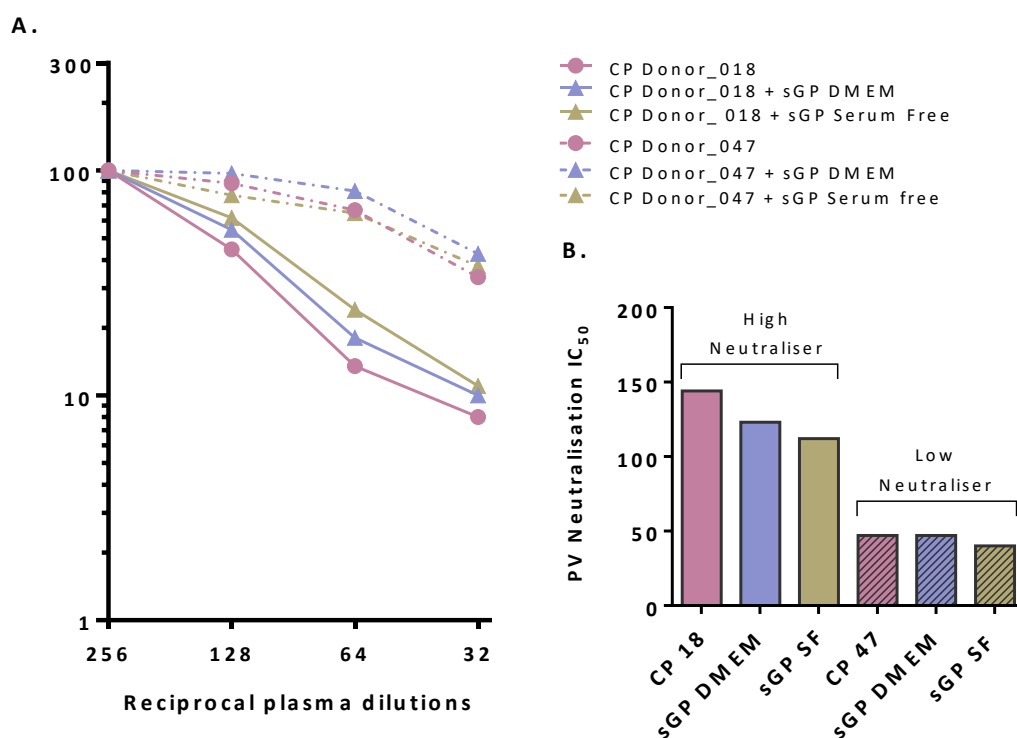 A.
300
100
10
1
256 128 64 32
Reciprocal plasma dilutions
CP Donor_018
CP Donor_018 + sGP DMEM
CP Donor_ 018 + sGP Serum Free
CP Donor_047
CP Donor_047 + sGP DMEM
CP Donor_047 + sGP Serum free
B.
PV Neutralisation IC50
200
150
100
50
0
High
Neutraliser
Low
Neutraliser
CP 18
sGP DMEM
sGP SF
CP 47
sGP DMEM
sGP SF